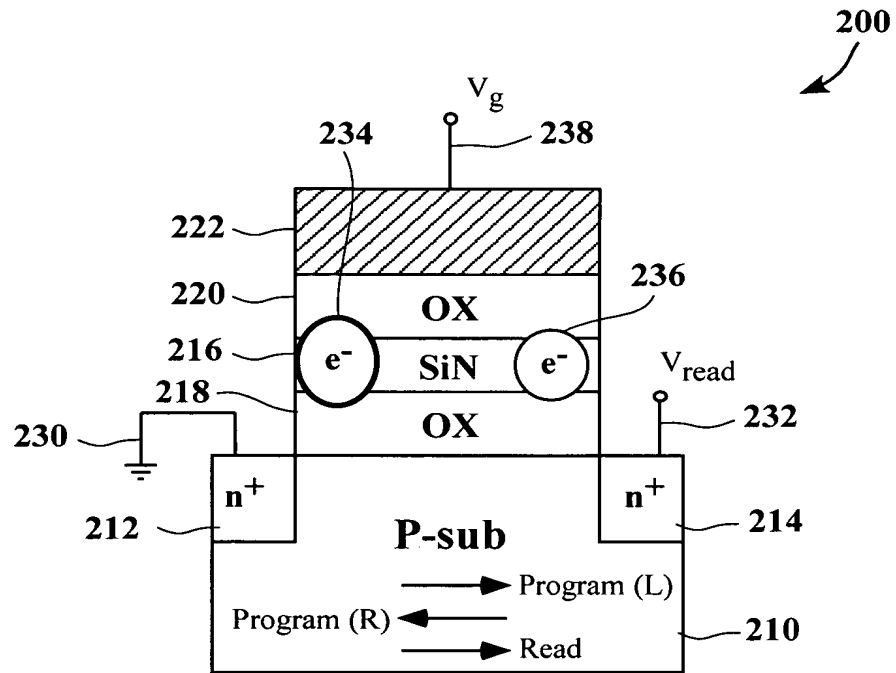 200
V_g
234
238
222
220
OX
236
216
e⁻
SiN
e⁻
218
V_read
OX
230
232
n⁺
n⁺
212
214
P-sub
Program (L)
Program (R)
210
Read